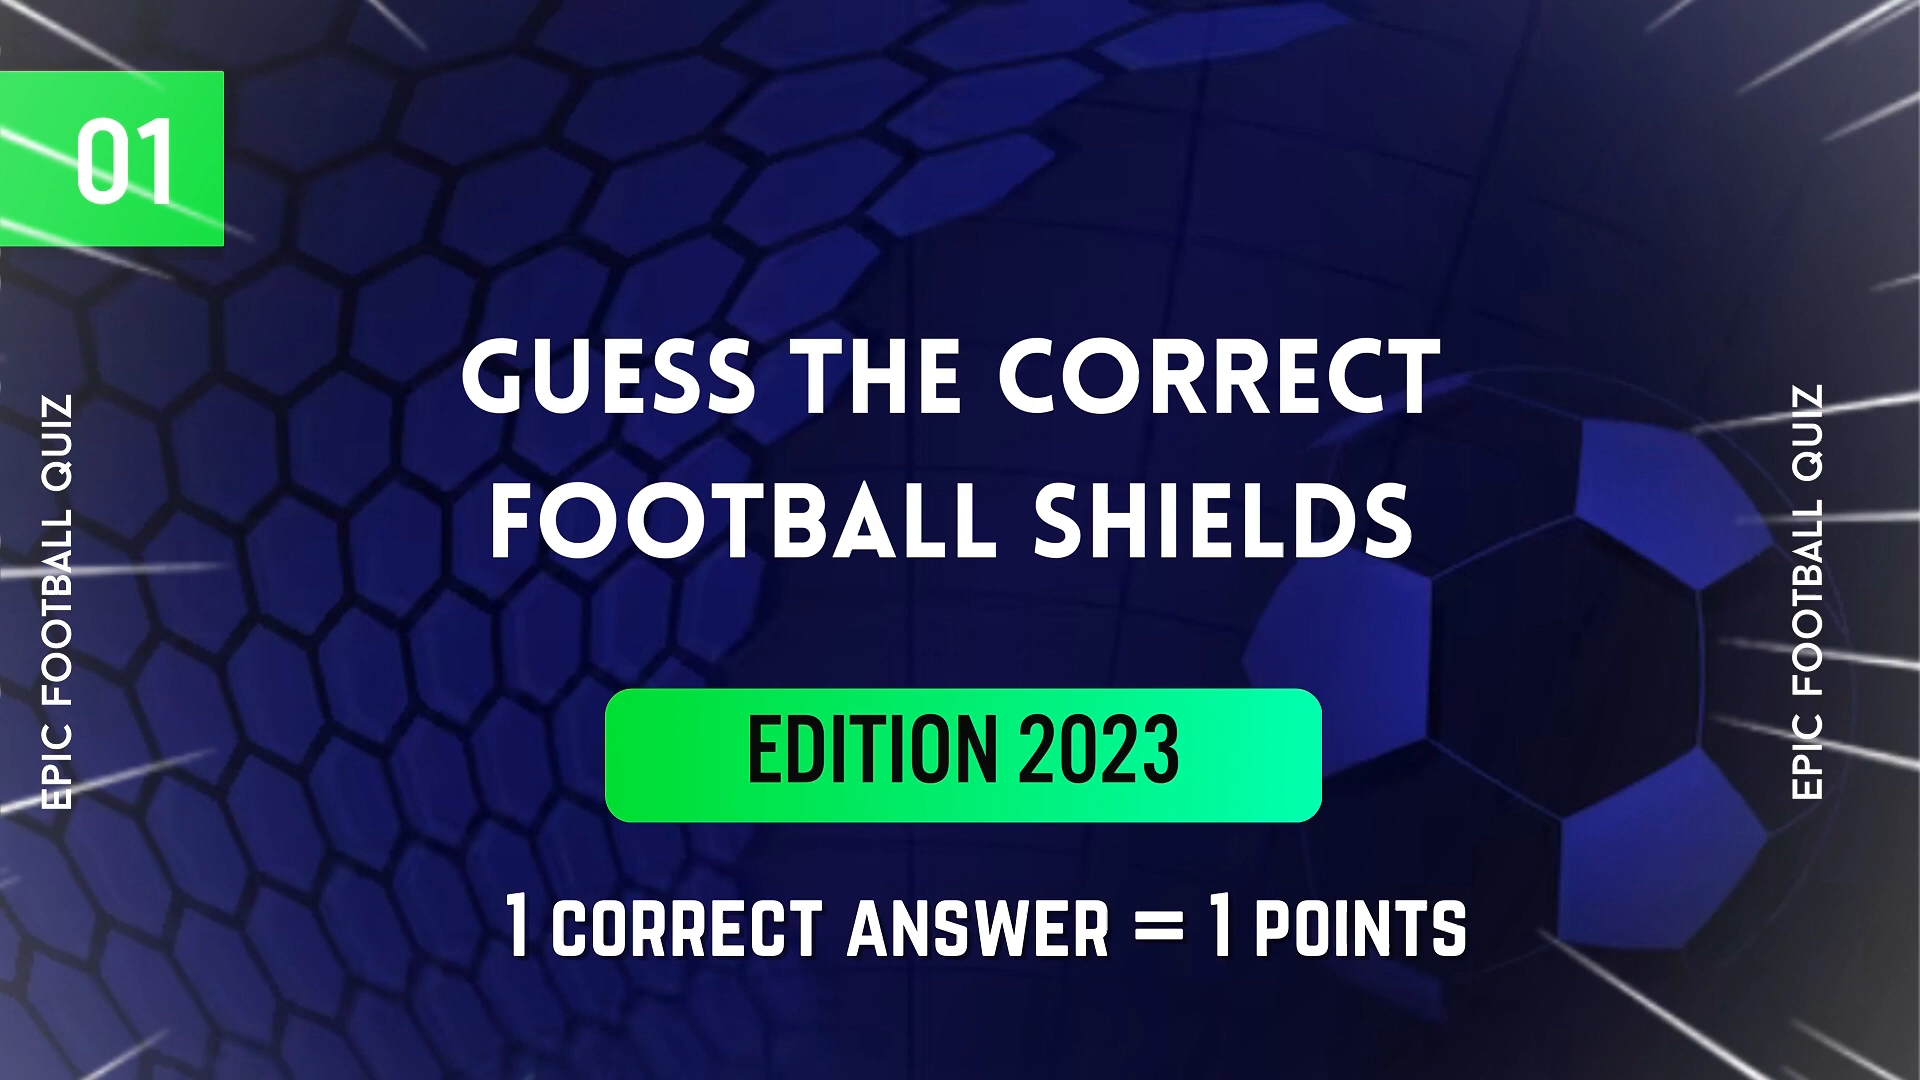 01
GUESS THE CORRECT
FOOTBALL SHIELDS
EDITION 2023
1 CORRECT ANSWER = 1 POINTS
EPIC FOOTBALL QUIZ
EPIC FOOTBALL QUIZ